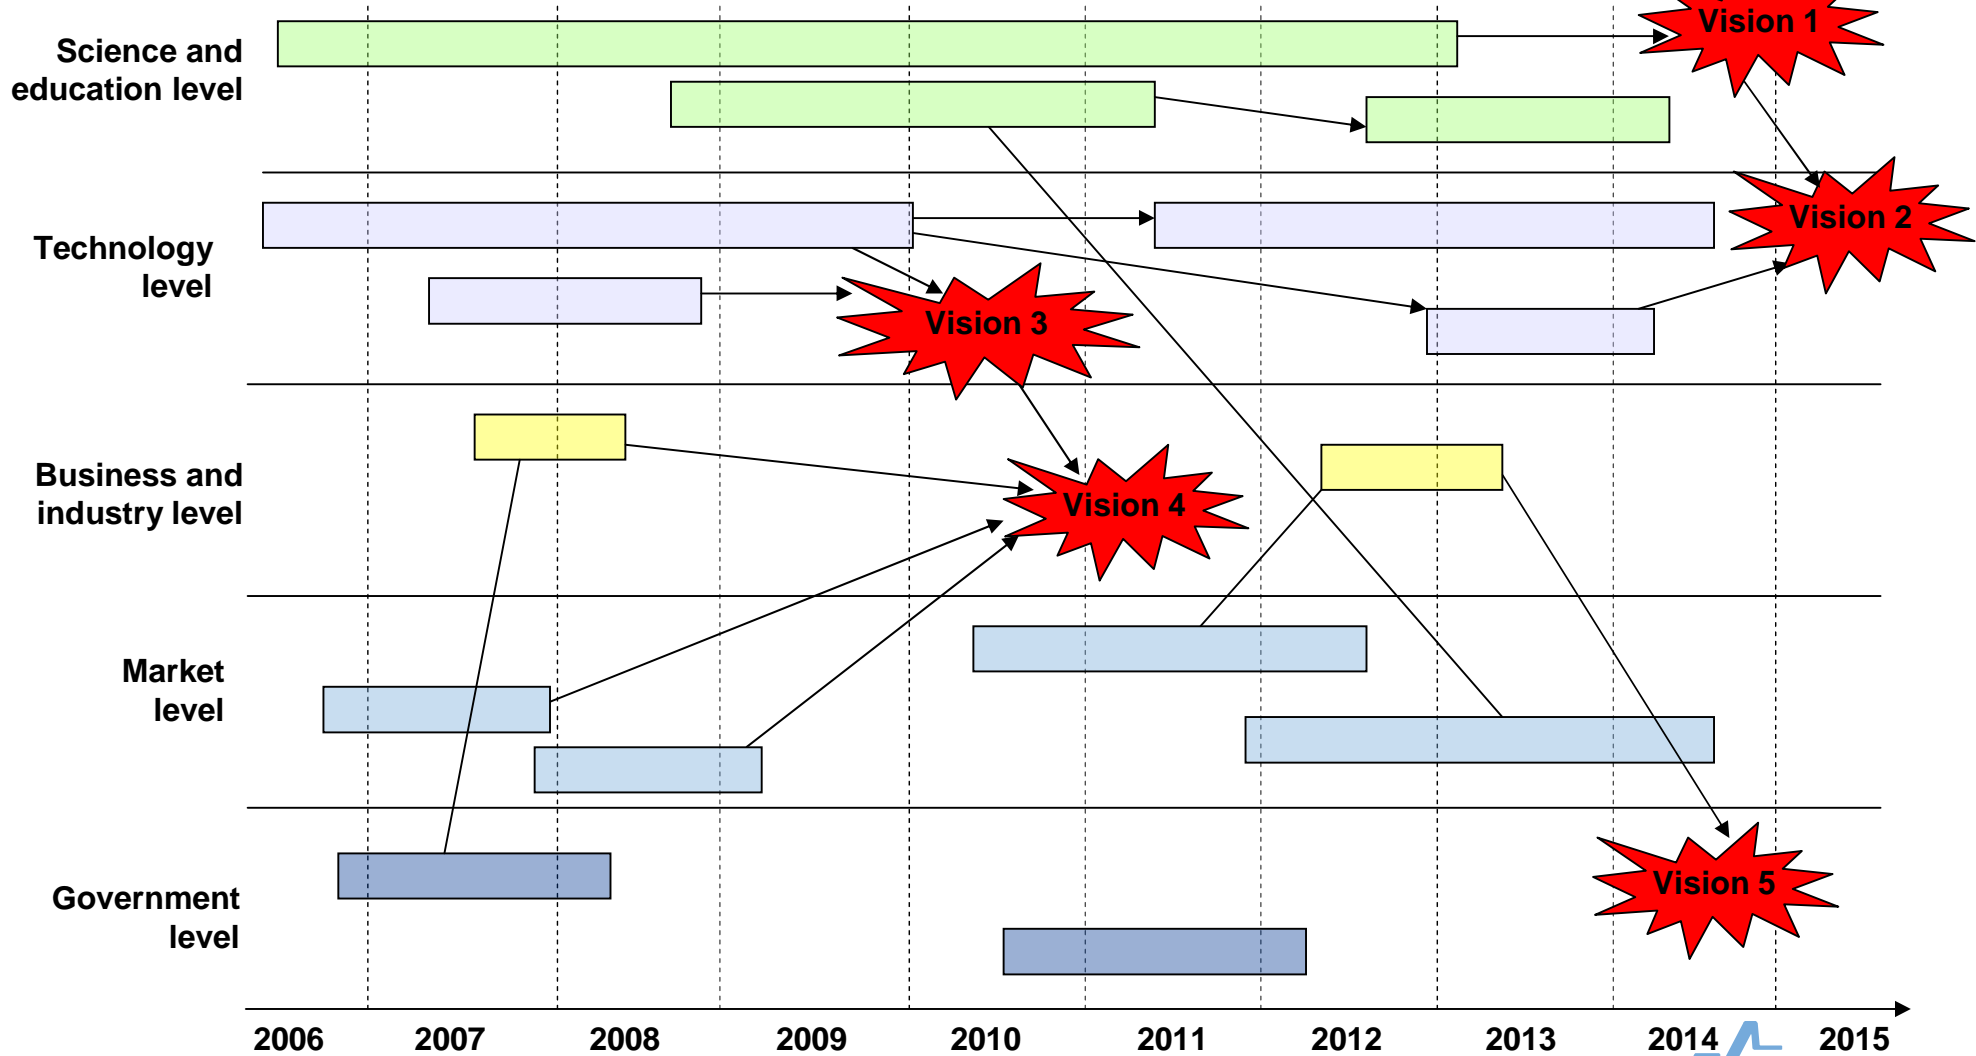 Vision 1
Science and
education level
Vision 2
Technology
level
Vision 3
Business and
industry level
Vision 4
Market
level
Vision 5
Government
level
2006 2007 2008 2009 2010 2011 2012 2013 2014 2015